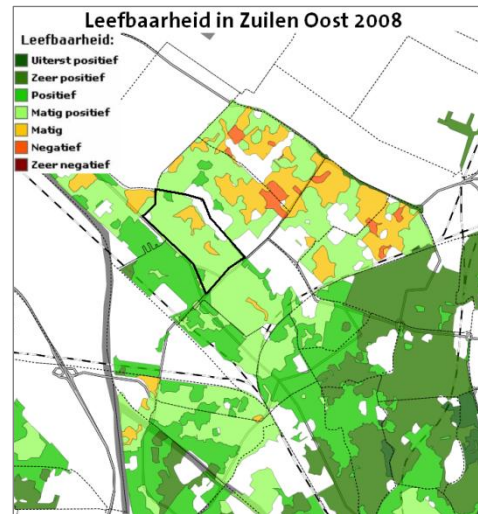 Leefbaarheid in Zuilen Oost 2008
Leefbaarheid:
Uiterst positief
Zeer positief
Positief
Matig positief
Matig
Negatief
Zeer negatief